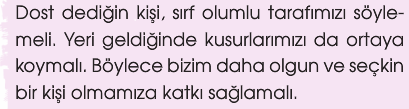 Dost dediğin kişi, sırf olumlu tarafımızı söyle-
meli. Yeri geldiğinde kusurlarımızı da ortaya
koymalı. Böylece bizim daha olgun ve seçkin
bir kişi olmamıza katkı sağlamalı.